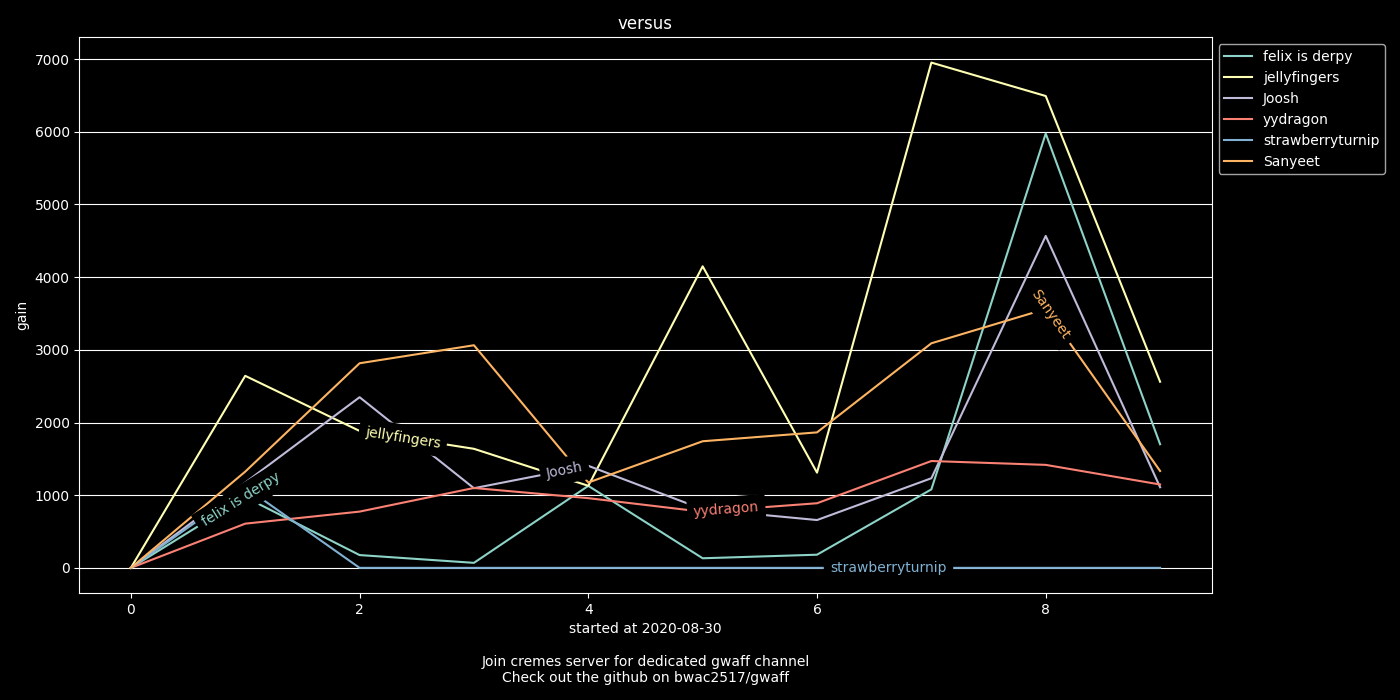 versus
7000
6000
5000
4000
3000
2000
1000
0
gain
felix is derpy
jellyfingers
Joosh
yydragon
strawberryturnip
Sanyeet
felix is derpy
jellyfingers
Joosh
yydragon
strawberryturnip
Sanyeet
0 2 4 6 8
started at 2020-08-30
Join cremes server for dedicated gwaff channel
Check out the github on bwac2517/gwaff